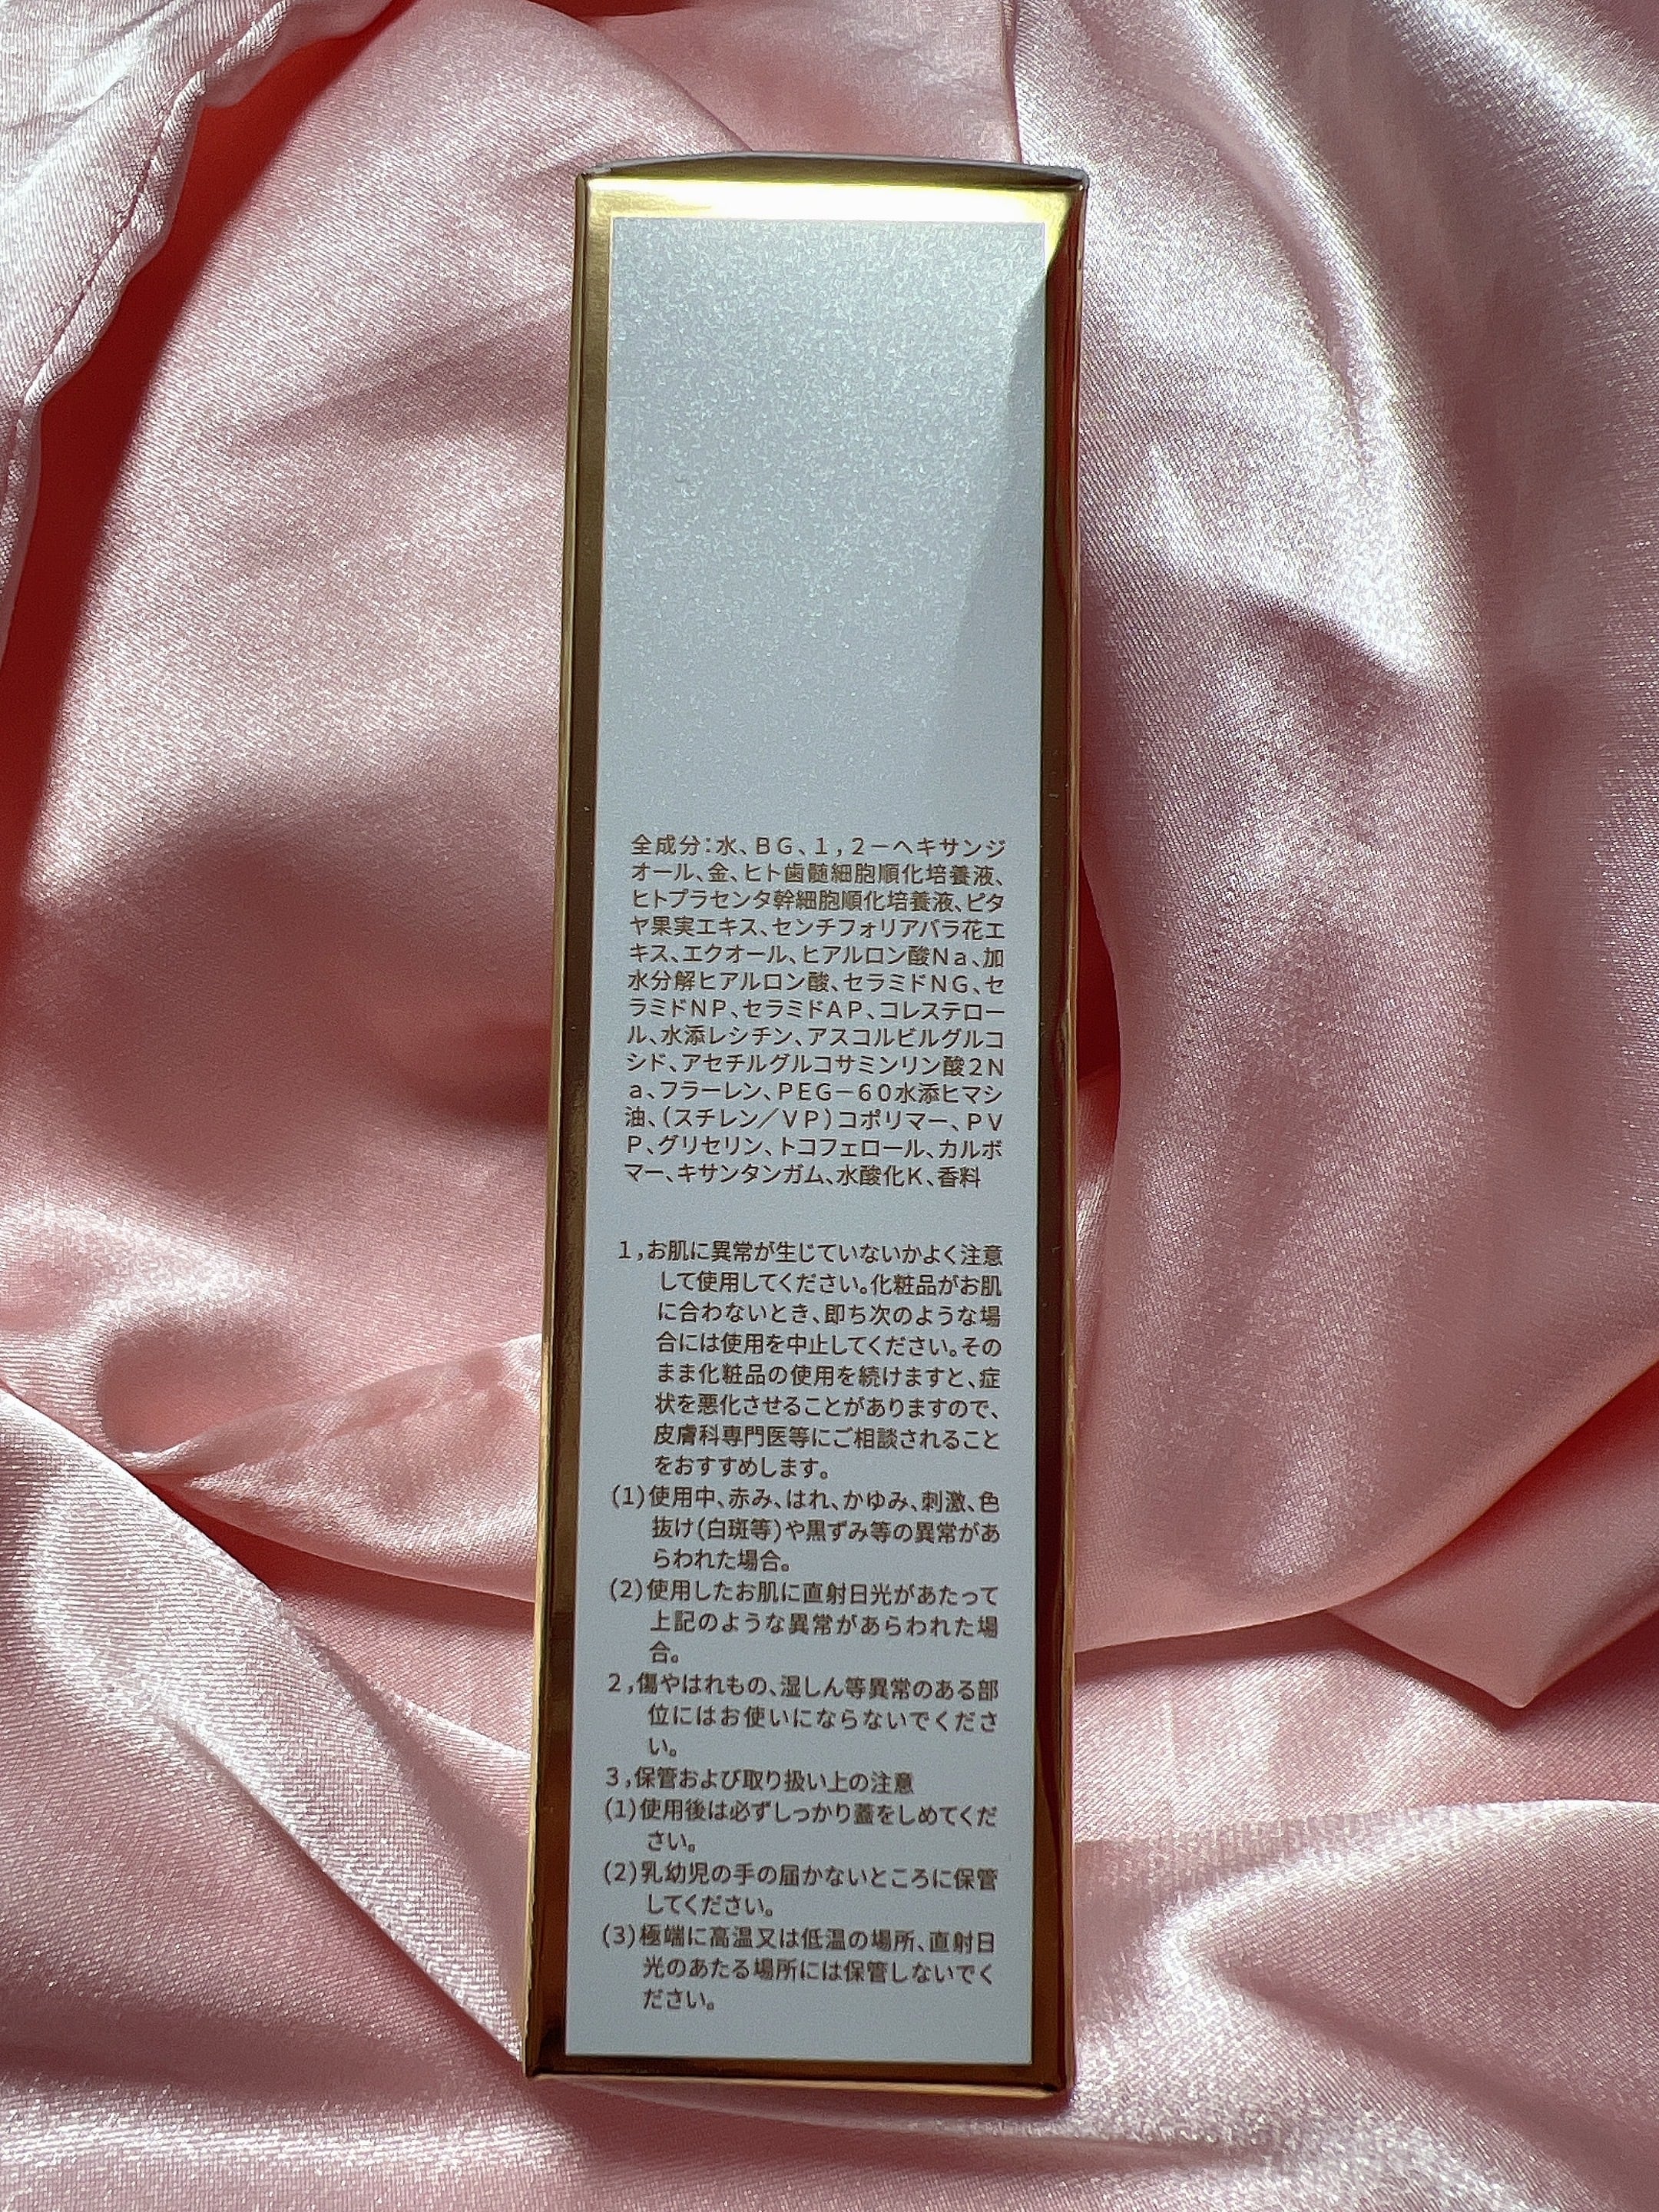 全成分：水、ＢＧ、１，２－ヘキサンジ
オール、金、ヒト歯髄細胞順化培養液、
ヒトプラセンタ幹細胞順化培養液、ピタ
ヤ果実エキス、センチフォリアバラ花エ
キス、エクオール、ヒアルロン酸Ｎａ、加
水分解ヒアルロン酸、セラミドＮＧ、セ
ラミドＮＰ、セラミドＡＰ、コレステロー
ル、水添レシチン、アスコルビルグルコ
シド、アセチルグルコサミンリン酸２Ｎ
ａ、フラーレン、ＰＥＧ－６０水添ヒマシ
油、（スチレン／ＶＰ）コポリマー、ＰＶ
Ｐ、グリセリン、トコフェロール、カルボ
マー、キサンタンガム、水酸化Ｋ、香料
１，お肌に異常が生じていないかよく注意
して使用してください。化粧品がお肌
に合わないとき、即ち次のような場
合には使用を中止してください。その
まま化粧品の使用を続けますと、症
状を悪化させることがありますので、
皮膚科専門医等にご相談されること
をおすすめします。
(1)使用中、赤み、はれ、かゆみ、刺激、色
抜け(白斑等)や黒ずみ等の異常があ
らわれた場合。
(2)使用したお肌に直射日光があたって
上記のような異常があらわれた場
合。
２，傷やはれもの、湿しん等異常のある部
位にはお使いにならないでくださ
い。
３，保管および取り扱い上の注意
(1)使用後は必ずしっかり蓋をしめてくだ
さい。
(2)乳幼児の手の届かないところに保管
してください。
(3)極端に高温又は低温の場所、直射日
光のあたる場所には保管しないでく
ださい。